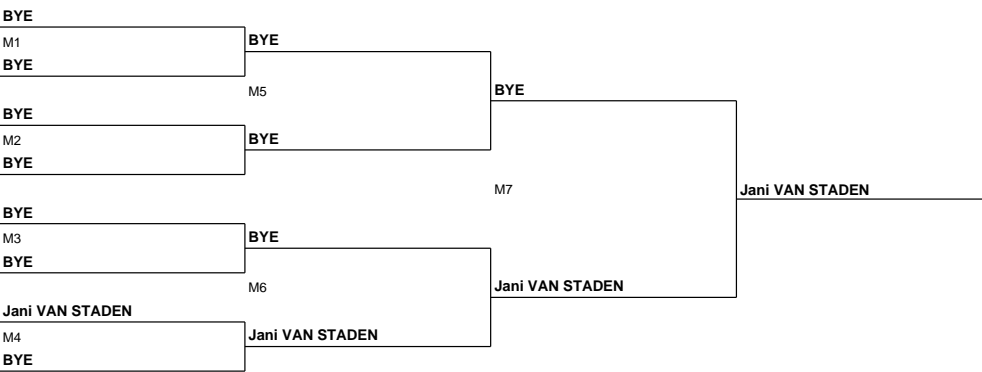 BYE
M1
BYE
BYE
M5
BYE
BYE
M2
BYE
BYE
M7
Jani VAN STADEN
BYE
M3
BYE
BYE
M6
Jani VAN STADEN
Jani VAN STADEN
M4
Jani VAN STADEN
BYE